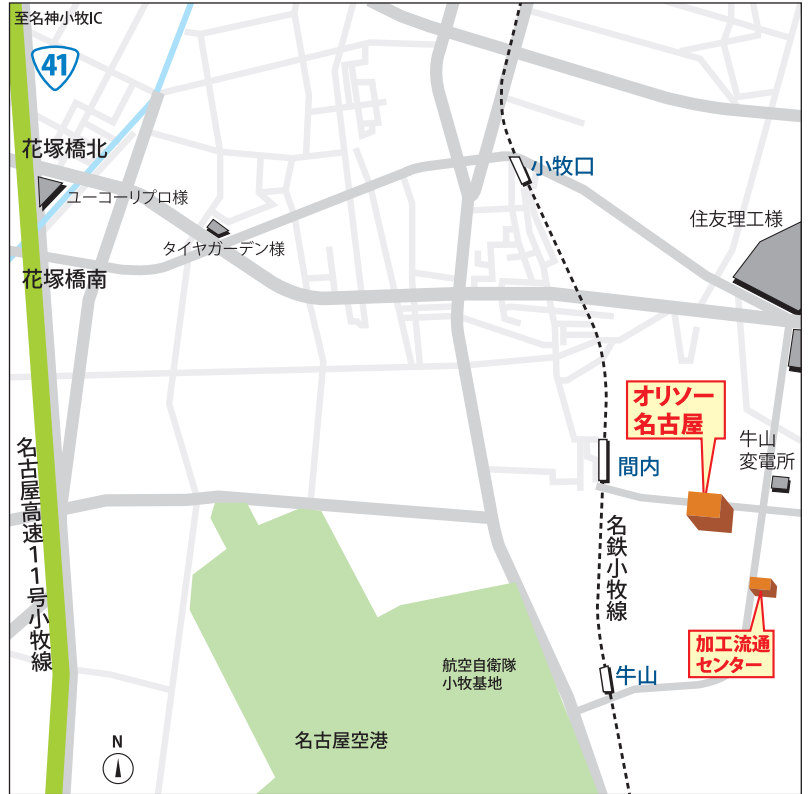 至名神小牧IC
41
花塚橋北
小牧口
ユーコーリプロ様
住友理工様
タイヤガーデン様
花塚橋南
オリソー
名古屋
牛山
変電所
間内
名古屋高速11号小牧線
名鉄小牧線
加工流通
センター
航空自衛隊
小牧基地
牛山
名古屋空港
N